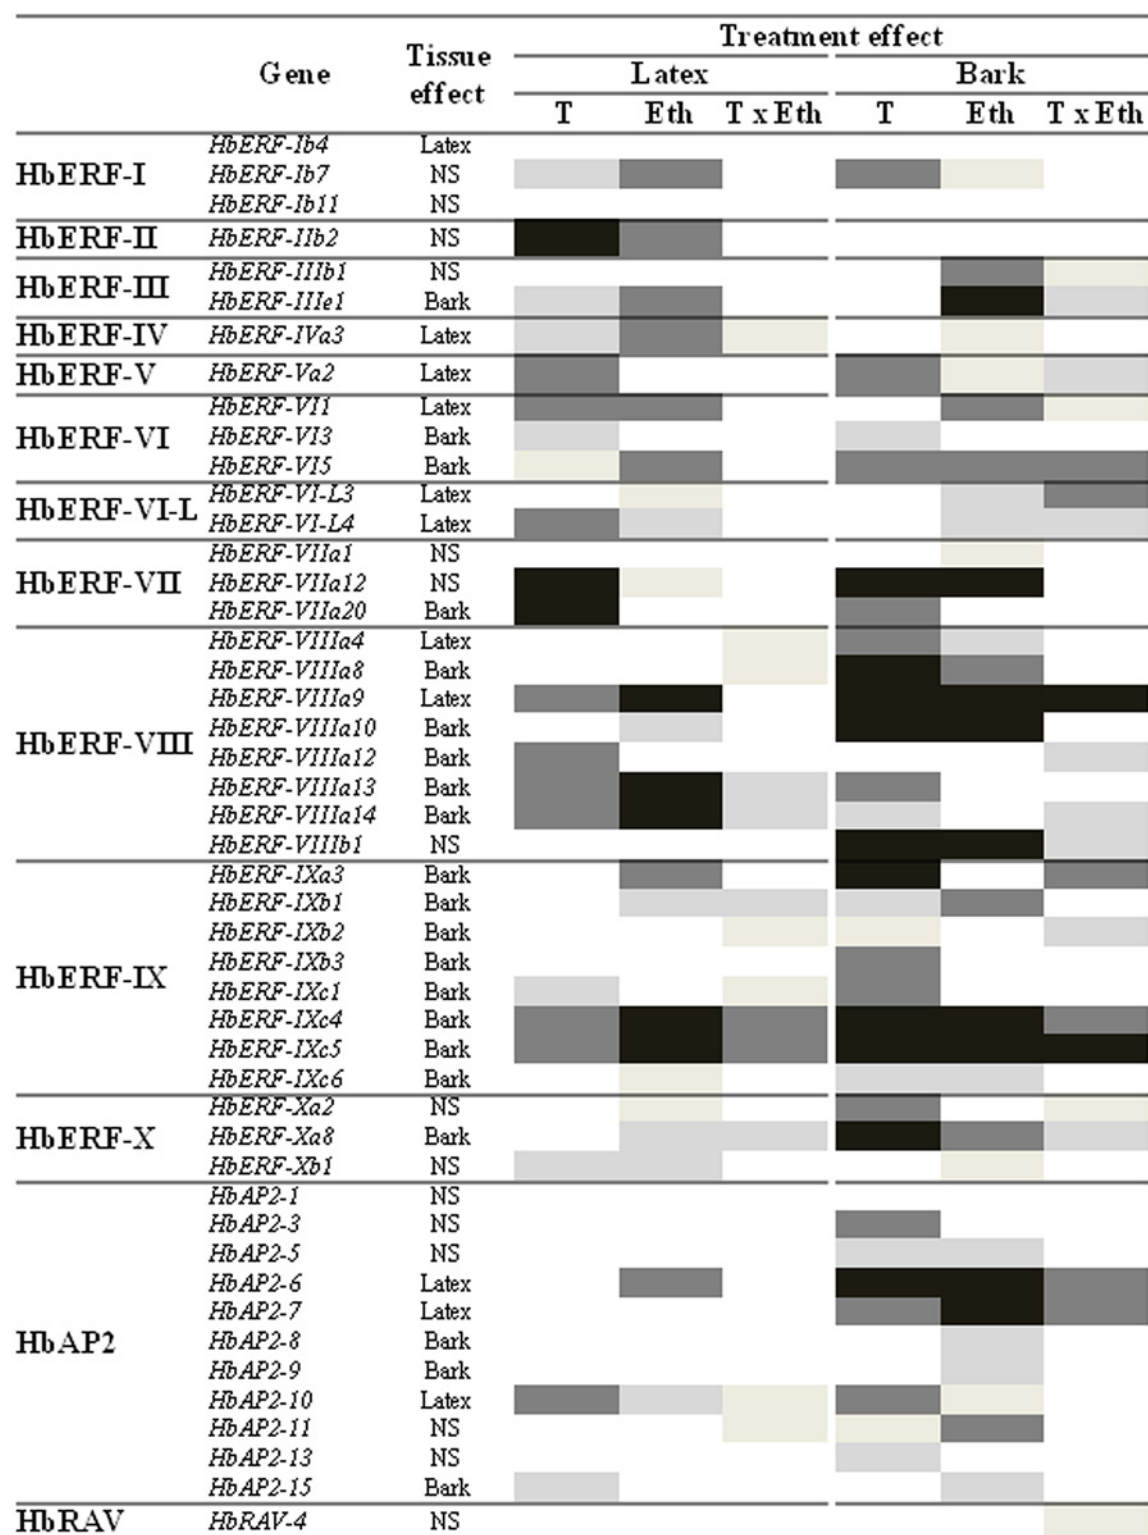 Treatment effect
Gene Tissue effect Latex Bark
T Eth T x Eth T Eth T x Eth
HbERF-I
HbERF-Ib4 Latex
HbERF-Ib7 NS
HbERF-Ib11 NS
HbERF-II HbERF-IIb2 NS
HbERF-III
HbERF-IIIb1 NS
HbERF-IIIe1 Bark
HbERF-IV HbERF-IVa3 Latex
HbERF-V HbERF-Va2 Latex
HbERF-VI
HbERF-VI1 Latex
HbERF-VI3 Bark
HbERF-VI5 Bark
HbERF-VI-L
HbERF-VI-L3 Latex
HbERF-VI-L4 Latex
HbERF-VII
HbERF-VIIa1 NS
HbERF-VIIa12 NS
HbERF-VIIa20 Bark
HbERF-VIII
HbERF-VIIIa4 Latex
HbERF-VIIIa8 Bark
HbERF-VIIIa9 Latex
HbERF-VIIIa10 Bark
HbERF-VIIIa12 Bark
HbERF-VIIIa13 Bark
HbERF-VIIIa14 Bark
HbERF-VIIIb1 NS
HbERF-IX
HbERF-IXa3 Bark
HbERF-IXb1 Bark
HbERF-IXb2 Bark
HbERF-IXb3 Bark
HbERF-IXc1 Bark
HbERF-IXc4 Bark
HbERF-IXc5 Bark
HbERF-IXc6 Bark
HbERF-X
HbERF-Xa2 NS
HbERF-Xa8 Bark
HbERF-Xb1 NS
HbAP2
HbAP2-1 NS
HbAP2-3 NS
HbAP2-5 NS
HbAP2-6 Latex
HbAP2-7 Latex
HbAP2-8 Bark
HbAP2-9 Bark
HbAP2-10 Latex
HbAP2-11 NS
HbAP2-13 NS
HbAP2-15 Bark
HbRAV HbRAV-4 NS